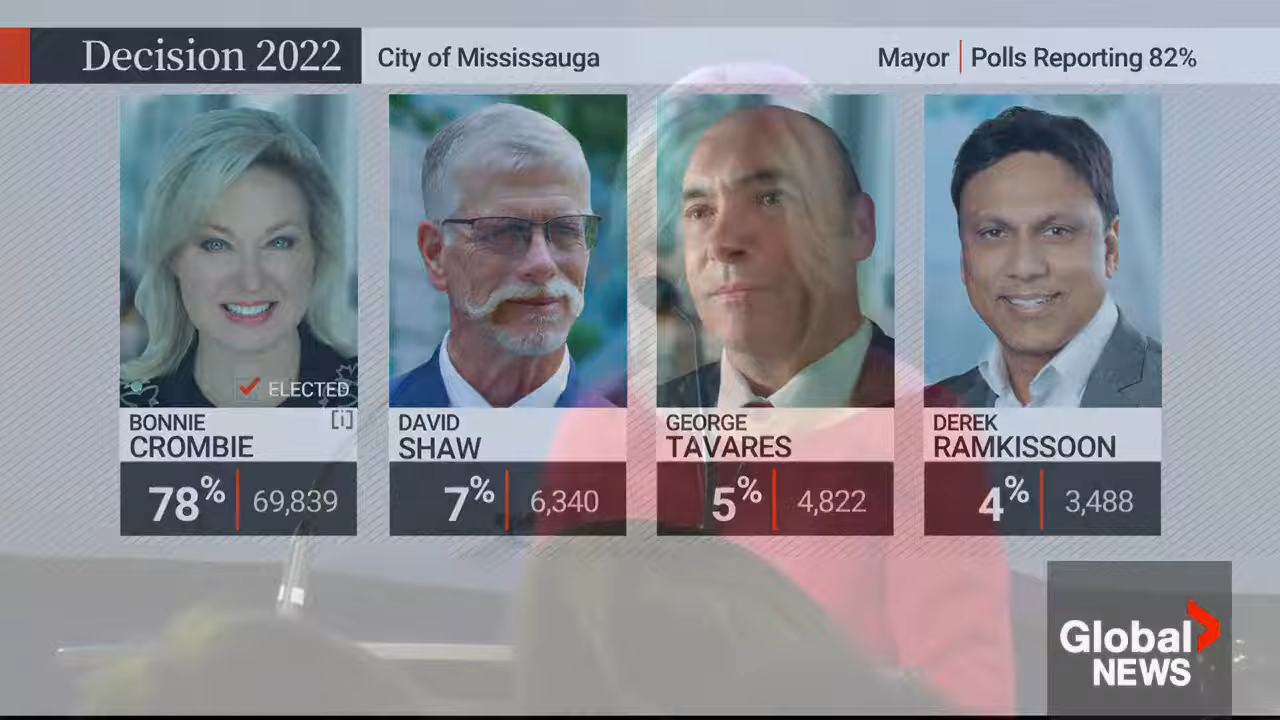 Decision 2022
City of Mississauga
Mayor | Polls Reporting 82%
ELECTED
BONNIE [i]
CROMBIE
78% | 69,839
DAVID
SHAW
7% | 6,340
GEORGE
TAVARES
5% | 4,822
DEREK
RAMKISSOON
4% | 3,488
Global
NEWS